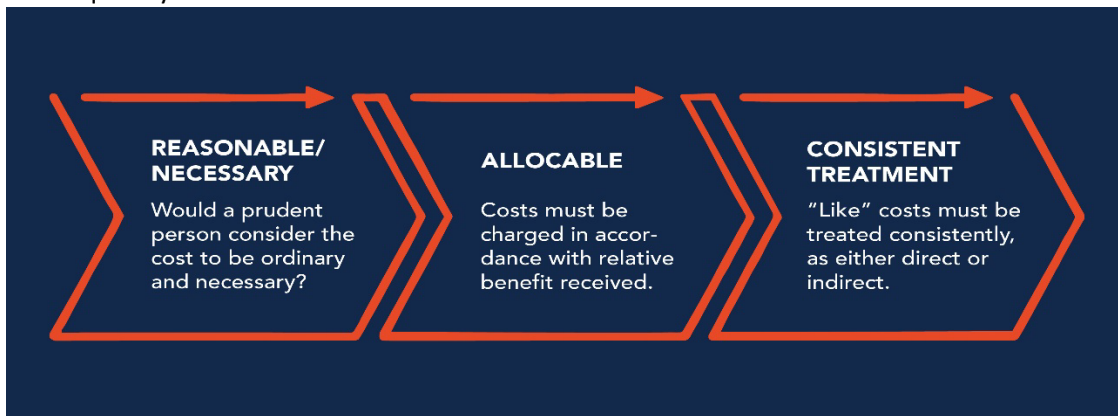 REASONABLE/
NECESSARY
Would a prudent
person consider the
cost to be ordinary
and necessary?
ALLOCABLE
Costs must be
charged in accor-
dance with relative
benefit received.
CONSISTENT
TREATMENT
“Like” costs must be
treated consistently,
as either direct or
indirect.